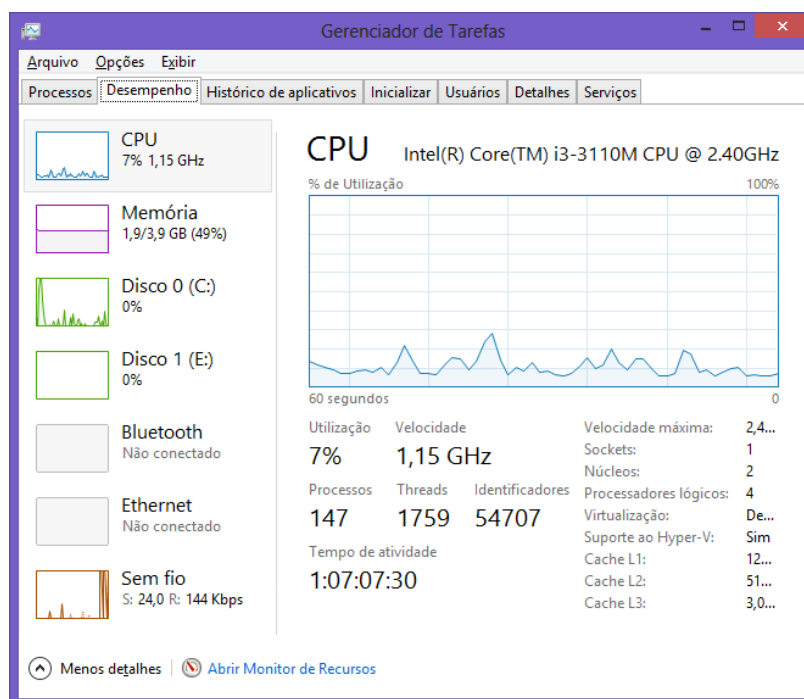 Gerenciador de Tarefas
Arquivo Opções Exibir
Processos Desempenho Histórico de aplicativos Inicializar Usuários Detalhes Serviços
CPU
7% 1,15 GHz
Memória
1,9/3,9 GB (49%)
Disco 0 (C:)
0%
Disco 1 (E:)
0%
Bluetooth
Não conectado
Ethernet
Não conectado
Sem fio
S: 24,0 R: 144 Kbps
CPU Intel(R) Core(TM) i3-3110M CPU @ 2.40GHz
% de Utilização 100%
60 segundos 0
Utilização Velocidade
7% 1,15 GHz
Processos Threads Identificadores
147 1759 54707
Tempo de atividade
1:07:07:30
Velocidade máxima: 2,4...
Sockets: 1
Núcleos: 2
Processadores lógicos: 4
Virtualização: De...
Suporte ao Hyper-V: Sim
Cache L1: 12...
Cache L2: 51...
Cache L3: 3,0...
Menos detalhes Abrir Monitor de Recursos